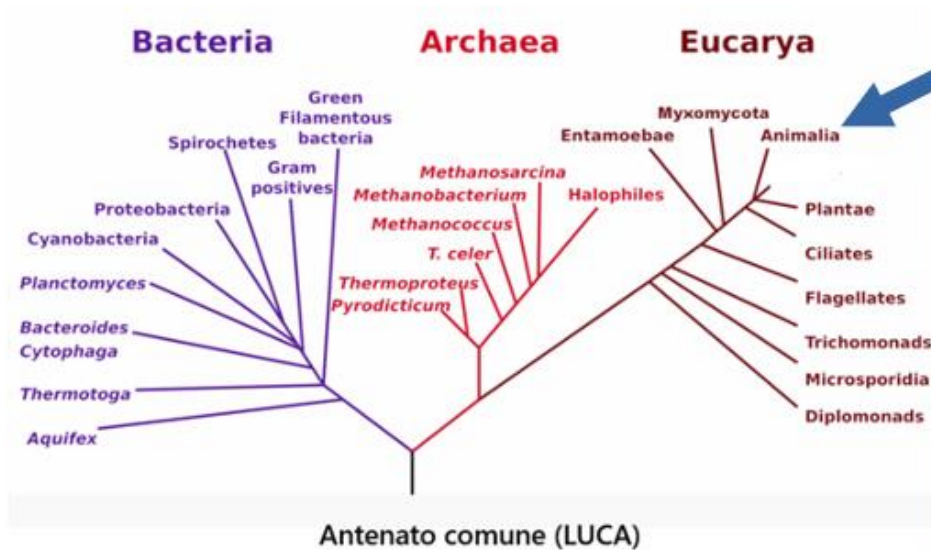 Bacteria
Archaea
Eucarya
Green
Filamentous
bacteria
Spirochetes
Gram
positives
Proteobacteria
Cyanobacteria
Planctomyces
Bacteroides
Cytophaga
Thermotoga
Aquifex
Methanosarcina
Methanobacterium
Halophiles
Methanococcus
T. celer
Thermoproteus
Pyrodicticum
Myxomycota
Entamoebae
Animalia
Plantae
Ciliates
Flagellates
Trichomonads
Microsporidia
Diplomonads
Antenato comune (LUCA)